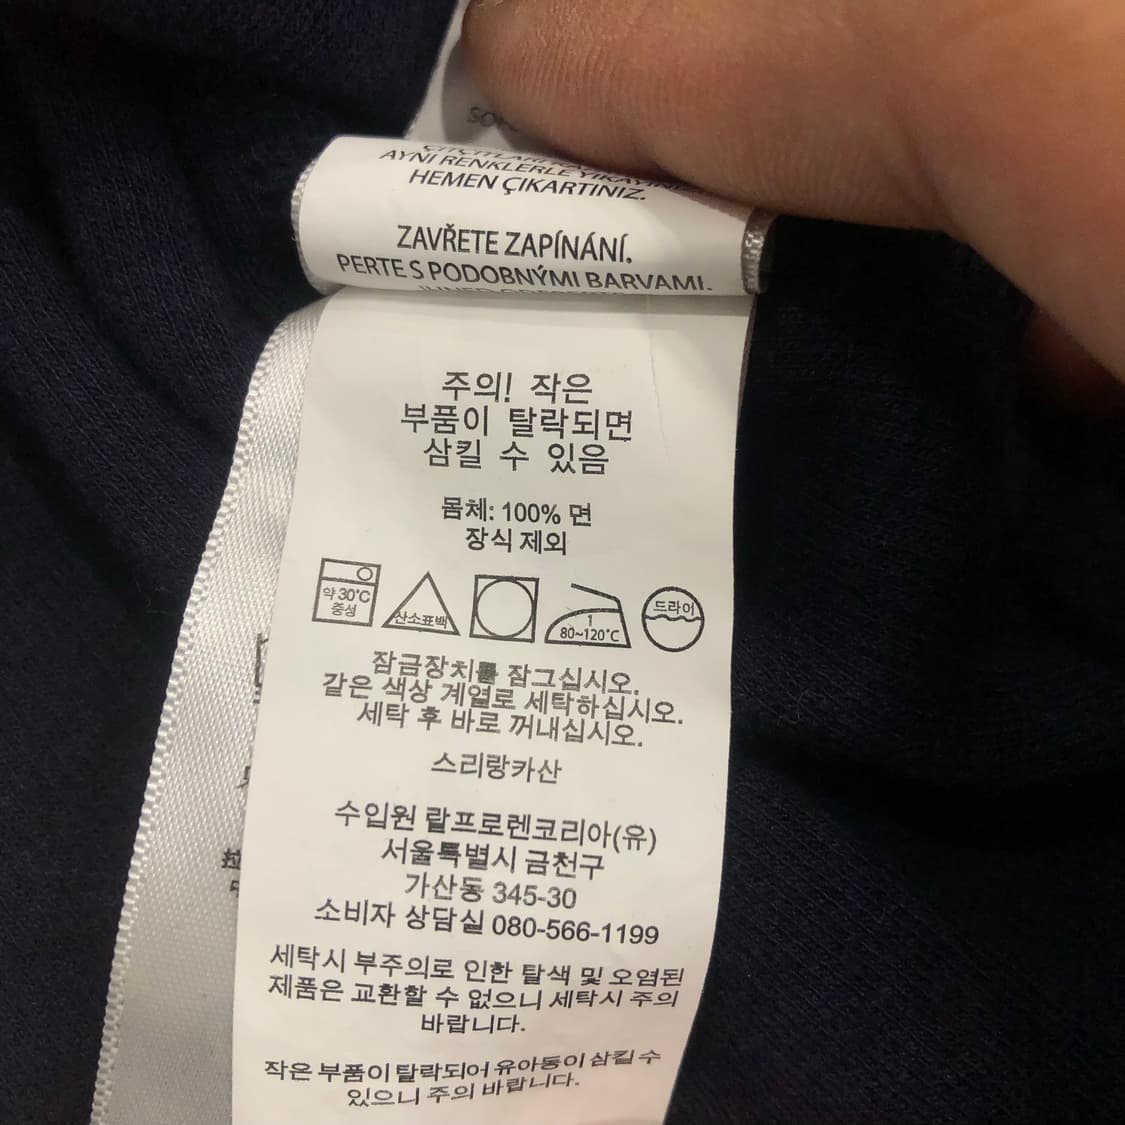 AYNI RENKLERLE YIKAYINIZ.
HEMEN ÇIKARTINIZ.
ZAVŘETE ZAPÍNÁNÍ.
PERTE S PODOBNÝMI BARVAMI.
주의! 작은
부품이 탈락되면
삼킬 수 있음
몸체: 100% 면
장식 제외
약 30˚C
중성
산소표백
1
80~120˚C
드라이
잠금장치를 잠그십시오.
같은 색상 계열로 세탁하십시오.
세탁 후 바로 꺼내십시오.
스리랑카산
수입원 랄프로렌코리아(유)
서울특별시 금천구
가산동 345-30
소비자 상담실 080-566-1199
세탁시 부주의로 인한 탈색 및 오염된
제품은 교환할 수 없으니 세탁시 주의
바랍니다.
작은 부품이 탈락되어 유아동이 삼킬 수
있으니 주의 바랍니다.